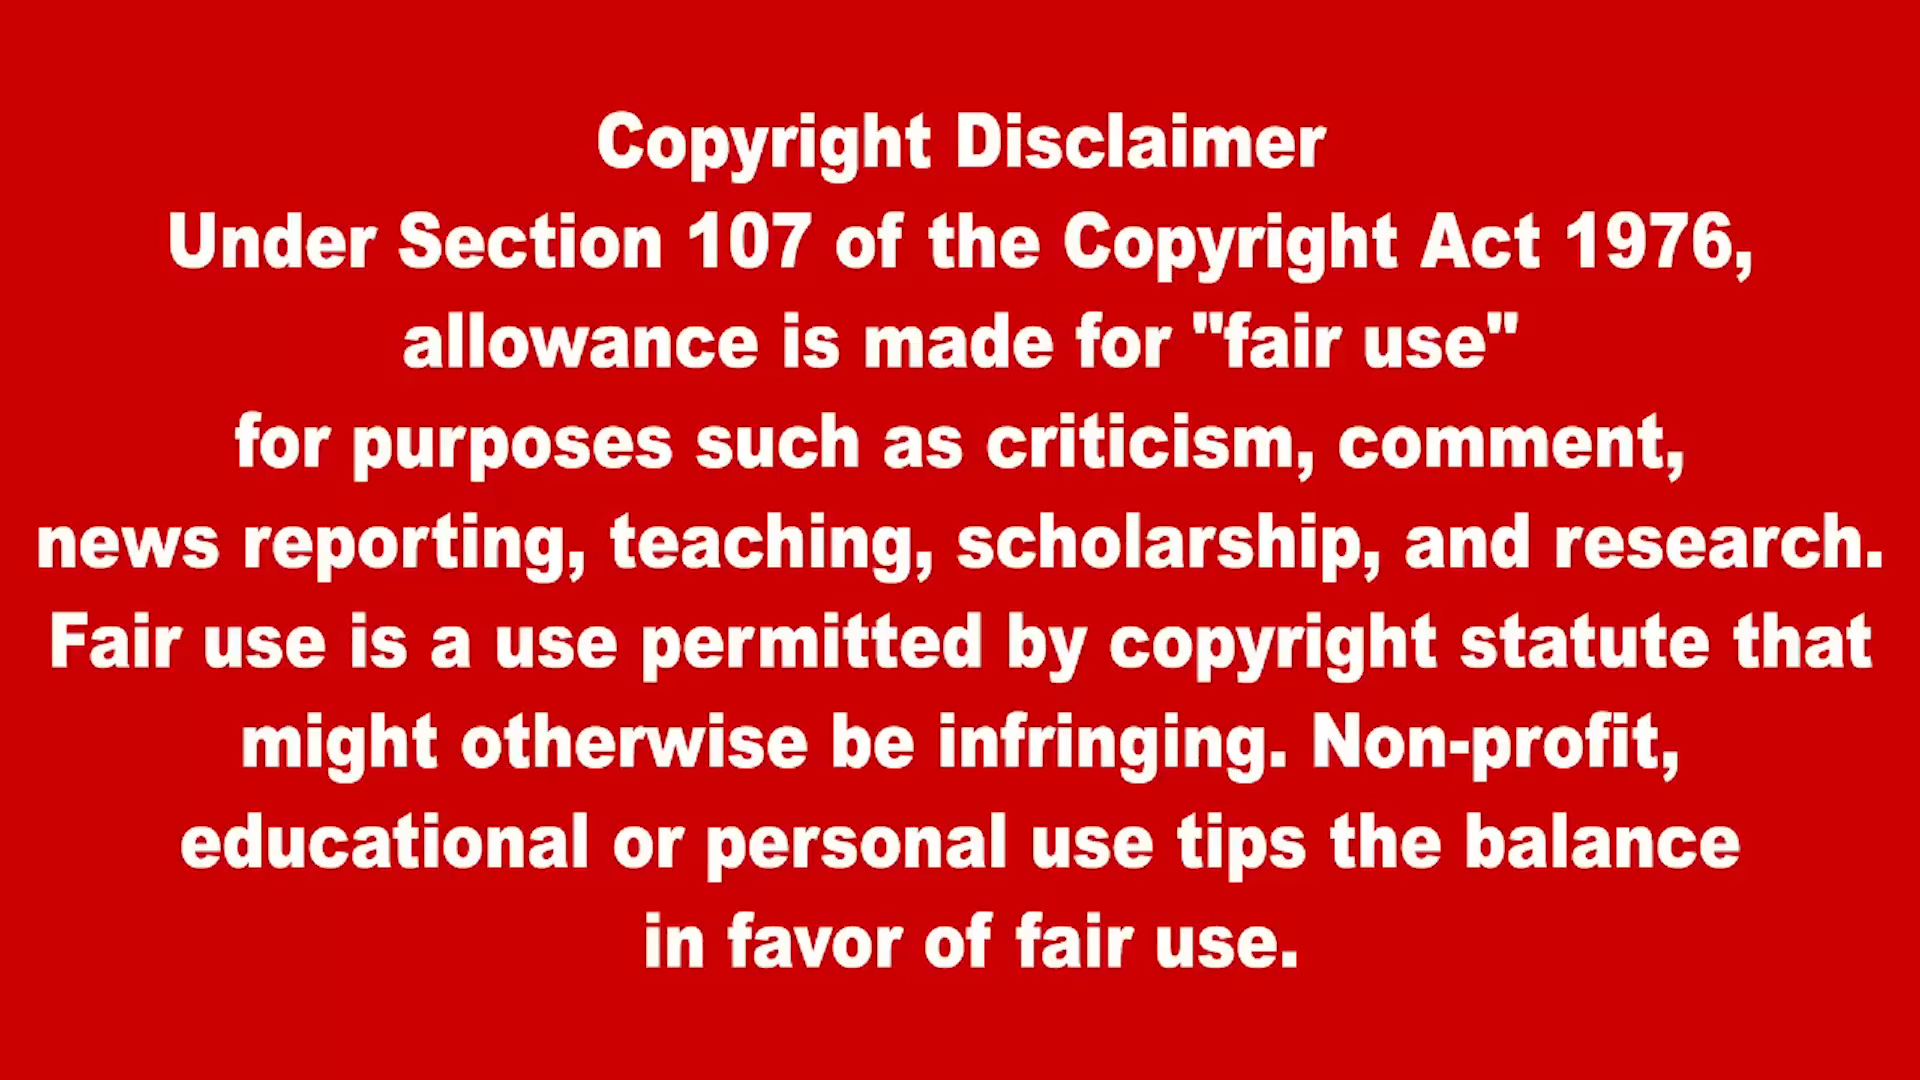 Copyright Disclaimer
Under Section 107 of the Copyright Act 1976,
allowance is made for "fair use"
for purposes such as criticism, comment,
news reporting, teaching, scholarship, and research.
Fair use is a use permitted by copyright statute that
might otherwise be infringing. Non-profit,
educational or personal use tips the balance
in favor of fair use.